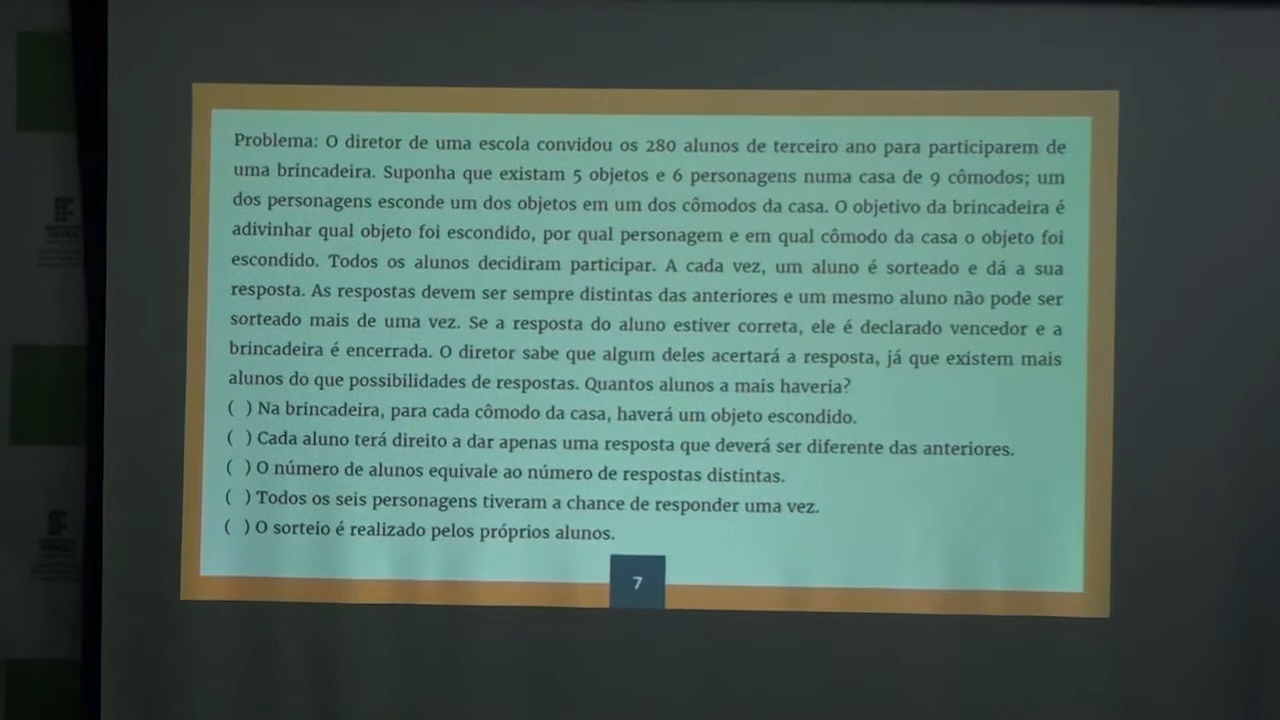 Problema: O diretor de uma escola convidou os 280 alunos de terceiro ano para participarem de
uma brincadeira. Suponha que existam 5 objetos e 6 personagens numa casa de 9 cômodos; um
dos personagens esconde um dos objetos em um dos cômodos da casa. O objetivo da brincadeira é
adivinhar qual objeto foi escondido, por qual personagem e em qual cômodo da casa o objeto foi
escondido. Todos os alunos decidiram participar. A cada vez, um aluno é sorteado e dá a sua
resposta. As respostas devem ser sempre distintas das anteriores e um mesmo aluno não pode ser
sorteado mais de uma vez. Se a resposta do aluno estiver correta, ele é declarado vencedor e a
brincadeira é encerrada. O diretor sabe que algum deles acertará a resposta, já que existem mais
alunos do que possibilidades de respostas. Quantos alunos a mais haveria?
( ) Na brincadeira, para cada cômodo da casa, haverá um objeto escondido.
( ) Cada aluno terá direito a dar apenas uma resposta que deverá ser diferente das anteriores.
( ) O número de alunos equivale ao número de respostas distintas.
( ) Todos os seis personagens tiveram a chance de responder uma vez.
( ) O sorteio é realizado pelos próprios alunos.
7